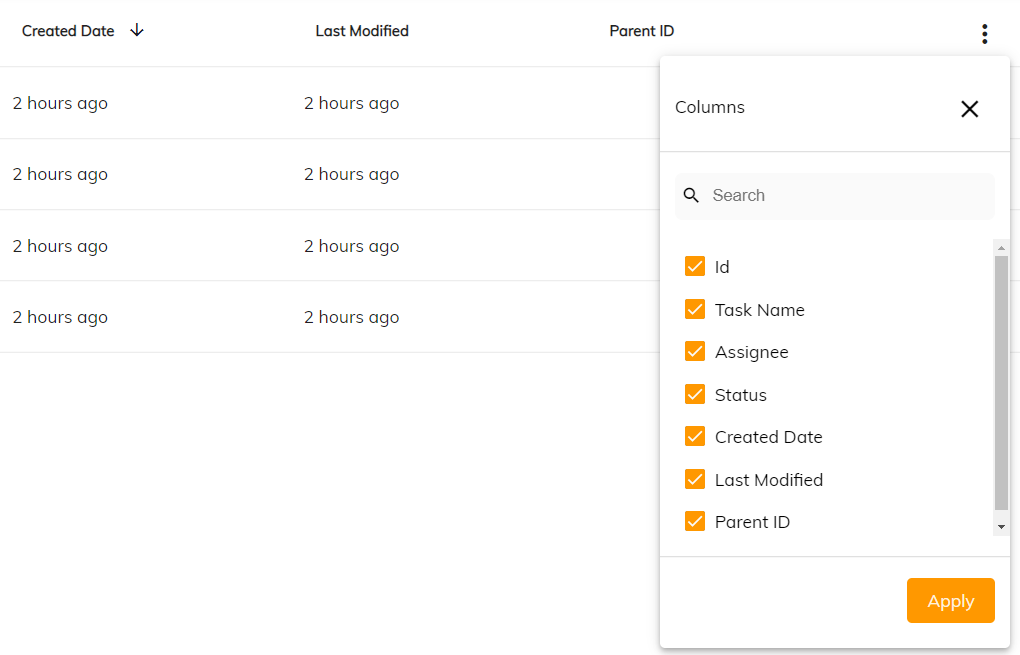 Created Date Last Modified Parent ID
2 hours ago 2 hours ago
2 hours ago 2 hours ago
2 hours ago 2 hours ago
2 hours ago 2 hours ago
Columns
Search
Id
Task Name
Assignee
Status
Created Date
Last Modified
Parent ID
Apply